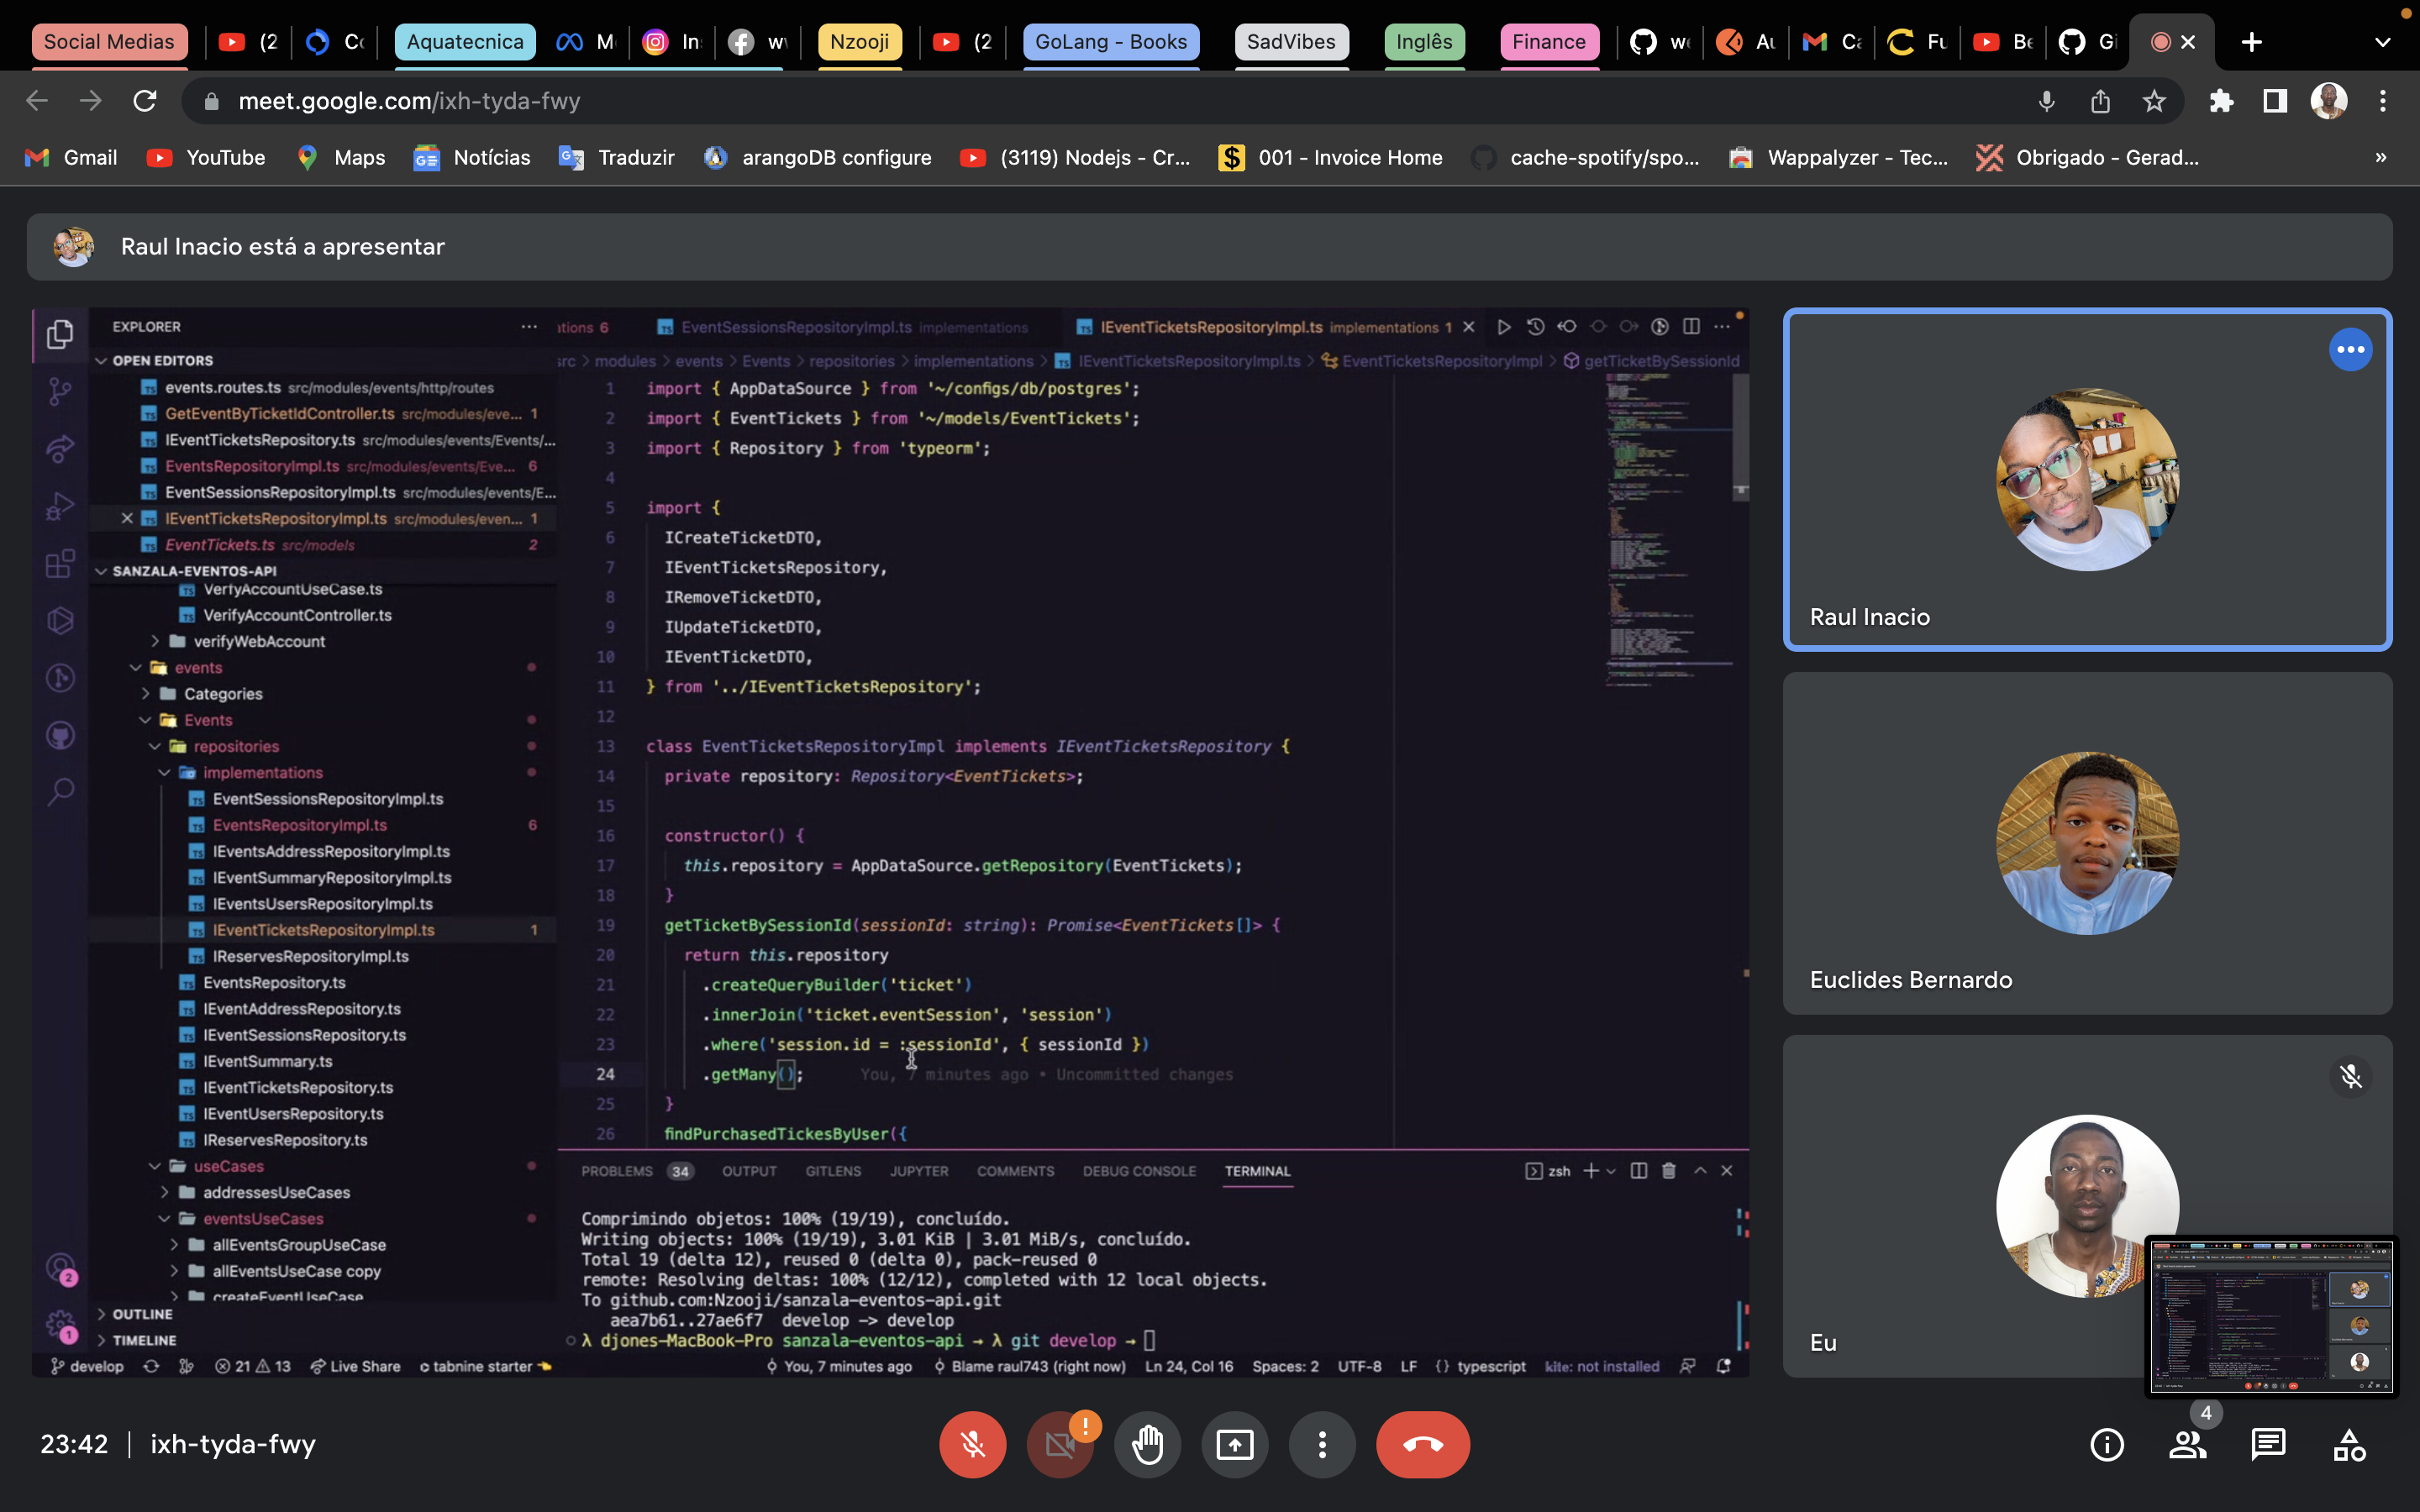 Social Medias
(2
Aquatecnica
Nzooji
(2
GoLang - Books
SadVibes
Inglês
Finance
meet.google.com/ixh-tyda-fwy
Gmail
YouTube
Maps
Notícias
Traduzir
arangoDB configure
(3119) Nodejs - Cr...
001 - Invoice Home
cache-spotify/spo...
Wappalyzer - Tec...
Obrigado - Gerad...
Raul Inacio está a apresentar
EXPLORER
OPEN EDITORS
events.routes.ts src/modules/events/http/routes
GetEventByTicketIdController.ts src/modules/eve... 1
IEventTicketsRepository.ts src/modules/events/Events/...
EventsRepositoryImpl.ts src/modules/events/Eve... 6
EventSessionsRepositoryImpl.ts src/modules/events/E...
IEventTicketsRepositoryImpl.ts src/modules/even... 1
EventTickets.ts src/models 2
SANZALA-EVENTOS-API
VerfyAccountUseCase.ts
VerifyAccountController.ts
verifyWebAccount
events
Categories
Events
repositories
implementations
EventSessionsRepositoryImpl.ts
EventsRepositoryImpl.ts 6
IEventsAddressRepositoryImpl.ts
IEventSummaryRepositoryImpl.ts
IEventsUsersRepositoryImpl.ts
IEventTicketsRepositoryImpl.ts 1
IReservesRepositoryImpl.ts
EventsRepository.ts
IEventAddressRepository.ts
IEventSessionsRepository.ts
IEventSummary.ts
IEventTicketsRepository.ts
IEventUsersRepository.ts
IReservesRepository.ts
useCases
addressesUseCases
eventsUseCases
allEventsGroupUseCase
allEventsUseCase copy
createEventUseCase
OUTLINE
TIMELINE
2
1
ations 6
EventSessionsRepositoryImpl.ts implementations
IEventTicketsRepositoryImpl.ts implementations 1
src > modules > events > Events > repositories > implementations > IEventTicketsRepositoryImpl.ts > EventTicketsRepositoryImpl > getTicketBySessionId
1 import { AppDataSource } from '~/configs/db/postgres';
2 import { EventTickets } from '~/models/EventTickets';
3 import { Repository } from 'typeorm';
4
5 import {
6 ICreateTicketDTO,
7 IEventTicketsRepository,
8 IRemoveTicketDTO,
9 IUpdateTicketDTO,
10 IEventTicketDTO,
11 } from '../IEventTicketsRepository';
12
13 class EventTicketsRepositoryImpl implements IEventTicketsRepository {
14 private repository: Repository<EventTickets>;
15
16 constructor() {
17 this.repository = AppDataSource.getRepository(EventTickets);
18 }
19 getTicketBySessionId(sessionId: string): Promise<EventTickets[]> {
20 return this.repository
21 .createQueryBuilder('ticket')
22 .innerJoin('ticket.eventSession', 'session')
23 .where('session.id = :sessionId', { sessionId })
24 .getMany(); You, 7 minutes ago • Uncommitted changes
25 }
26 findPurchasedTickesByUser({
PROBLEMS 34 OUTPUT GITLENS JUPYTER COMMENTS DEBUG CONSOLE TERMINAL
zsh
Comprimindo objetos: 100% (19/19), concluído.
Writing objects: 100% (19/19), 3.01 KiB | 3.01 MiB/s, concluído.
Total 19 (delta 12), reused 0 (delta 0), pack-reused 0
remote: Resolving deltas: 100% (12/12), completed with 12 local objects.
To github.com:Nzooji/sanzala-eventos-api.git
aea7b61..27ae6f7 develop -> develop
λ djones-MacBook-Pro sanzala-eventos-api → λ git develop →
develop 21 13 Live Share tabnine starter You, 7 minutes ago Blame raul743 (right now) Ln 24, Col 16 Spaces: 2 UTF-8 LF {} typescript kite: not installed
Raul Inacio
Euclides Bernardo
Eu
23:42 | ixh-tyda-fwy
!
4